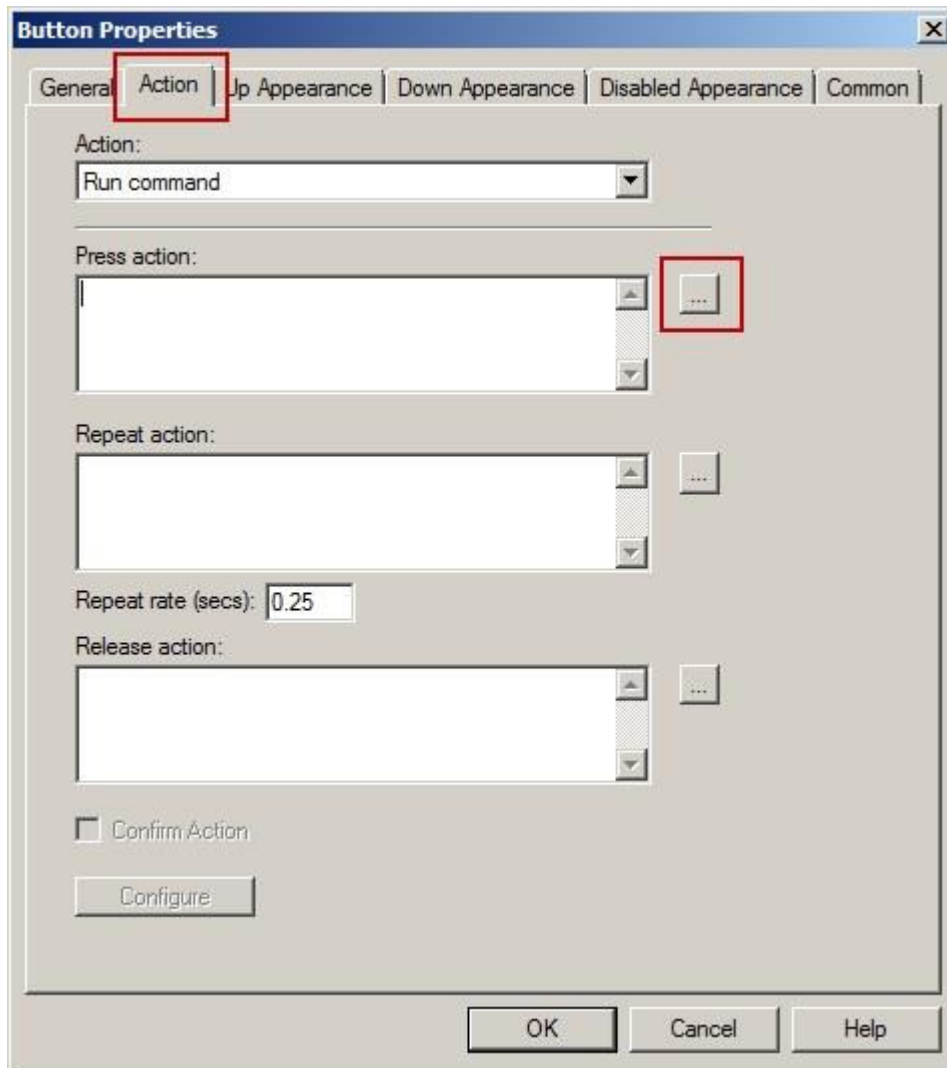 Button Properties
General Action Up Appearance Down Appearance Disabled Appearance Common
Action:
Run command
Press action:
...
Repeat action:
...
Repeat rate (secs): 0.25
Release action:
...
Confirm Action
Configure
OK Cancel Help